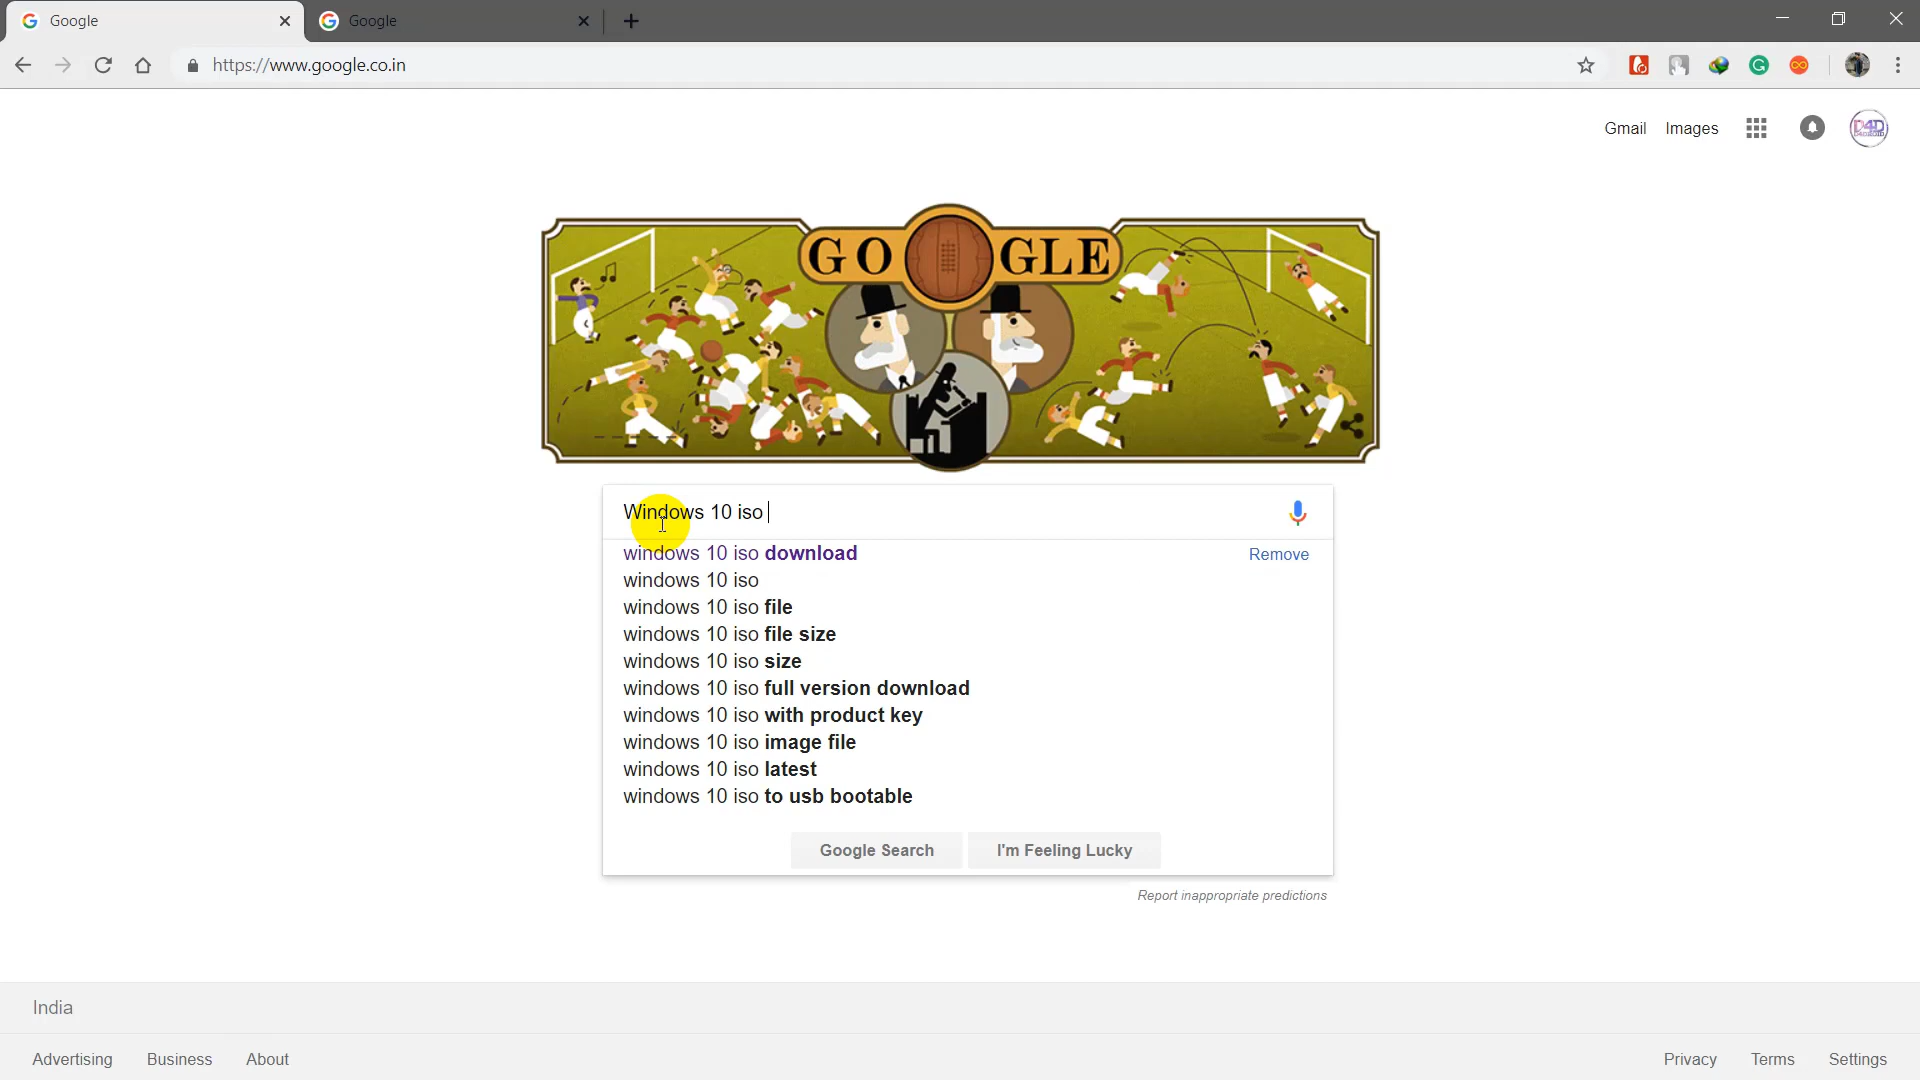 Google
Google
https://www.google.co.in
Gmail Images
D4D
GO GLE
Windows 10 iso
windows 10 iso download Remove
windows 10 iso
windows 10 iso file
windows 10 iso file size
windows 10 iso size
windows 10 iso full version download
windows 10 iso with product key
windows 10 iso image file
windows 10 iso latest
windows 10 iso to usb bootable
Google Search I'm Feeling Lucky
Report inappropriate predictions
India
Advertising Business About Privacy Terms Settings